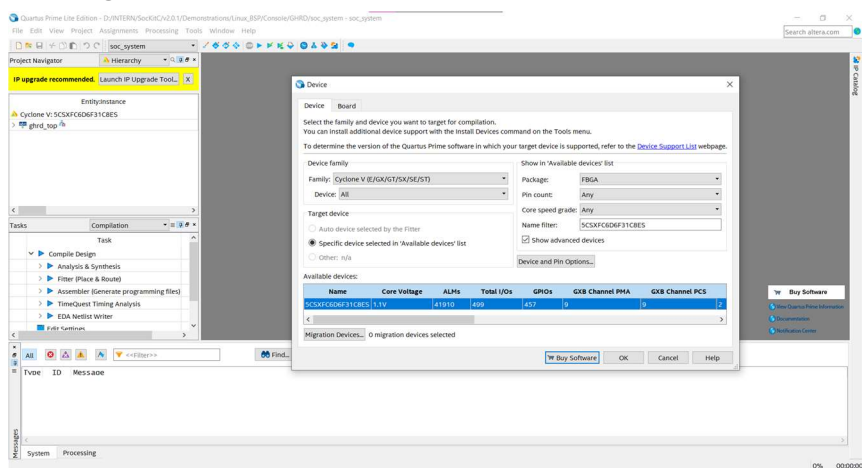 Quartus Prime Lite Edition - D:/INTERN/SocKitC/v2.0.1/Demonstrations/Linux_BSP/Console/GHRD/soc_system - soc_system
File Edit View Project Assignments Processing Tools Window Help
Search altera.com
soc_system
Project Navigator
Hierarchy
IP upgrade recommended. Launch IP Upgrade Tool... X
Entity:Instance
Cyclone V: 5CSXFC6D6F31C8ES
ghrd_top
Tasks
Compilation
Task
Compile Design
Analysis & Synthesis
Fitter (Place & Route)
Assembler (Generate programming files)
TimeQuest Timing Analysis
EDA Netlist Writer
Edit Settings
Device
Device Board
Select the family and device you want to target for compilation.
You can install additional device support with the Install Devices command on the Tools menu.
To determine the version of the Quartus Prime software in which your target device is supported, refer to the Device Support List webpage.
Device family
Family: Cyclone V (E/GX/GT/SX/SE/ST)
Device: All
Target device
Auto device selected by the Fitter
Specific device selected in 'Available devices' list
Other: n/a
Show in 'Available devices' list
Package: FBGA
Pin count: Any
Core speed grade: Any
Name filter: 5CSXFC6D6F31C8ES
Show advanced devices
Device and Pin Options...
Available devices:
Name Core Voltage ALMs Total I/Os GPIOs GXB Channel PMA GXB Channel PCS
5CSXFC6D6F31C8ES 1.1V 41910 499 457 9 9 2
Migration Devices... 0 migration devices selected
Buy Software OK Cancel Help
IP Catalog
Buy Software
View Quartus Prime Information
Documentation
Notification Center
All <<Filter>> Find...
Type ID Message
Messages
System Processing
0% 00:00:00